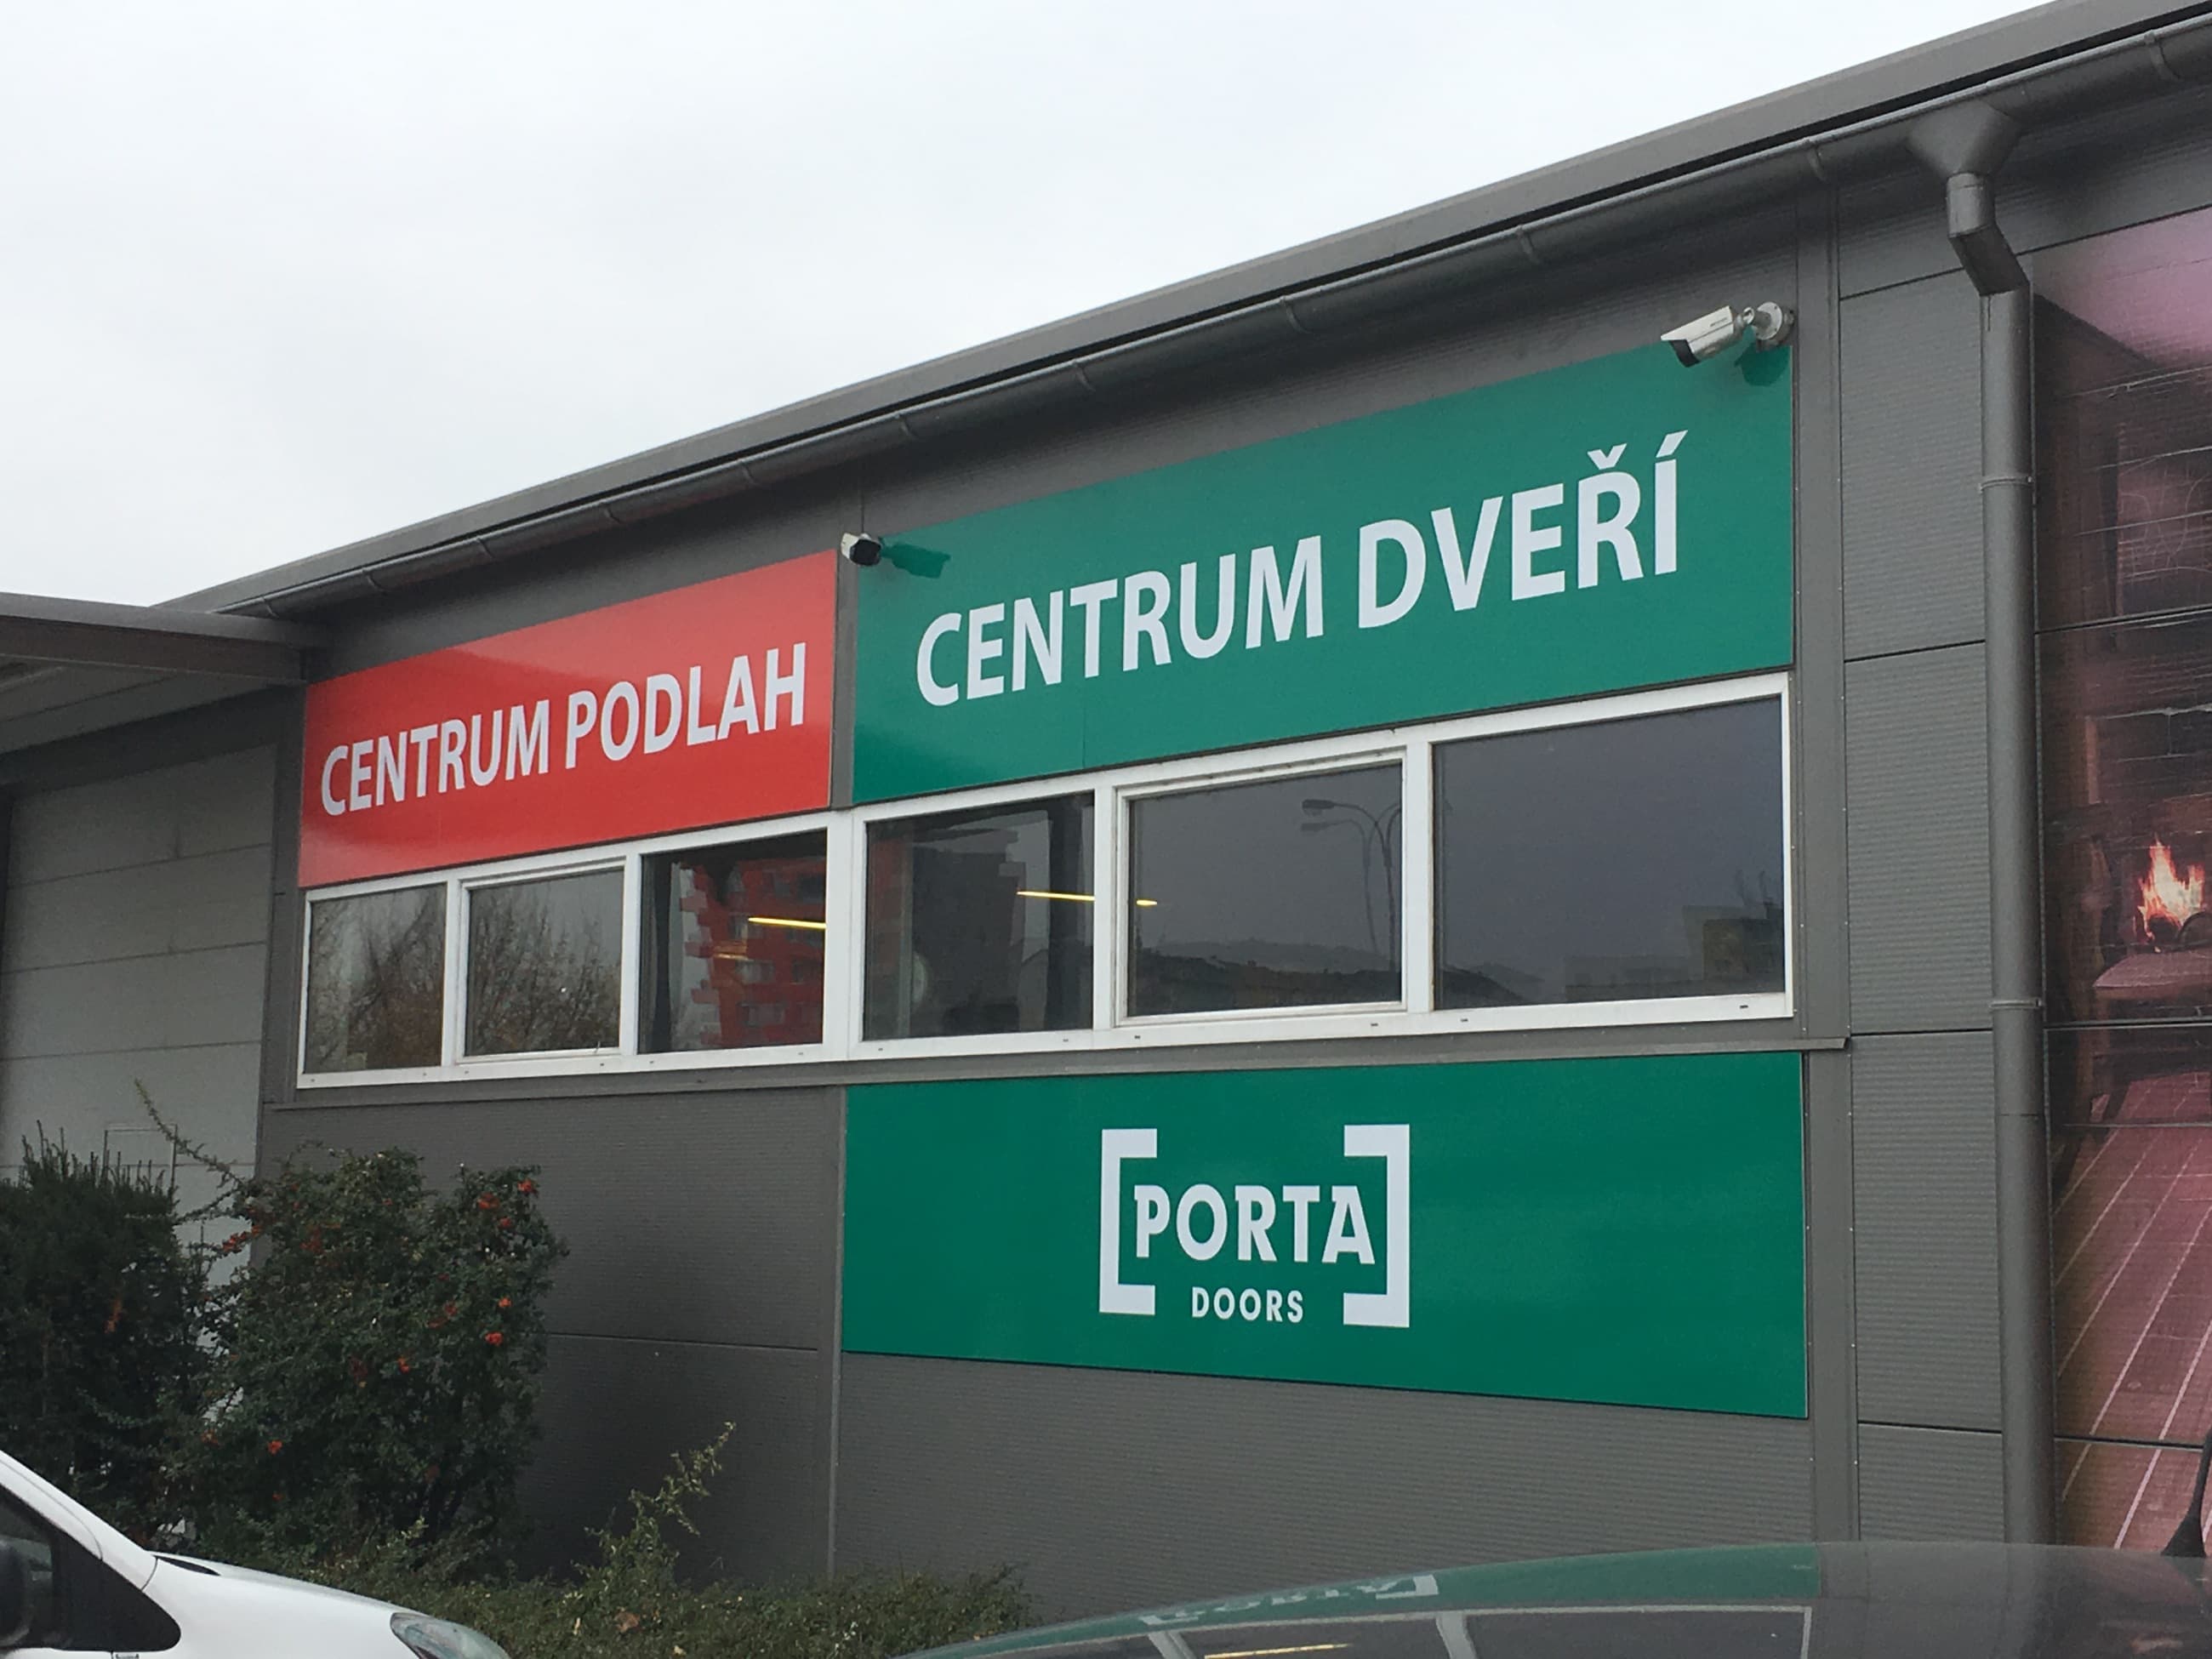 CENTRUM PODLAH
CENTRUM DVEŘÍ
PORTA
DOORS